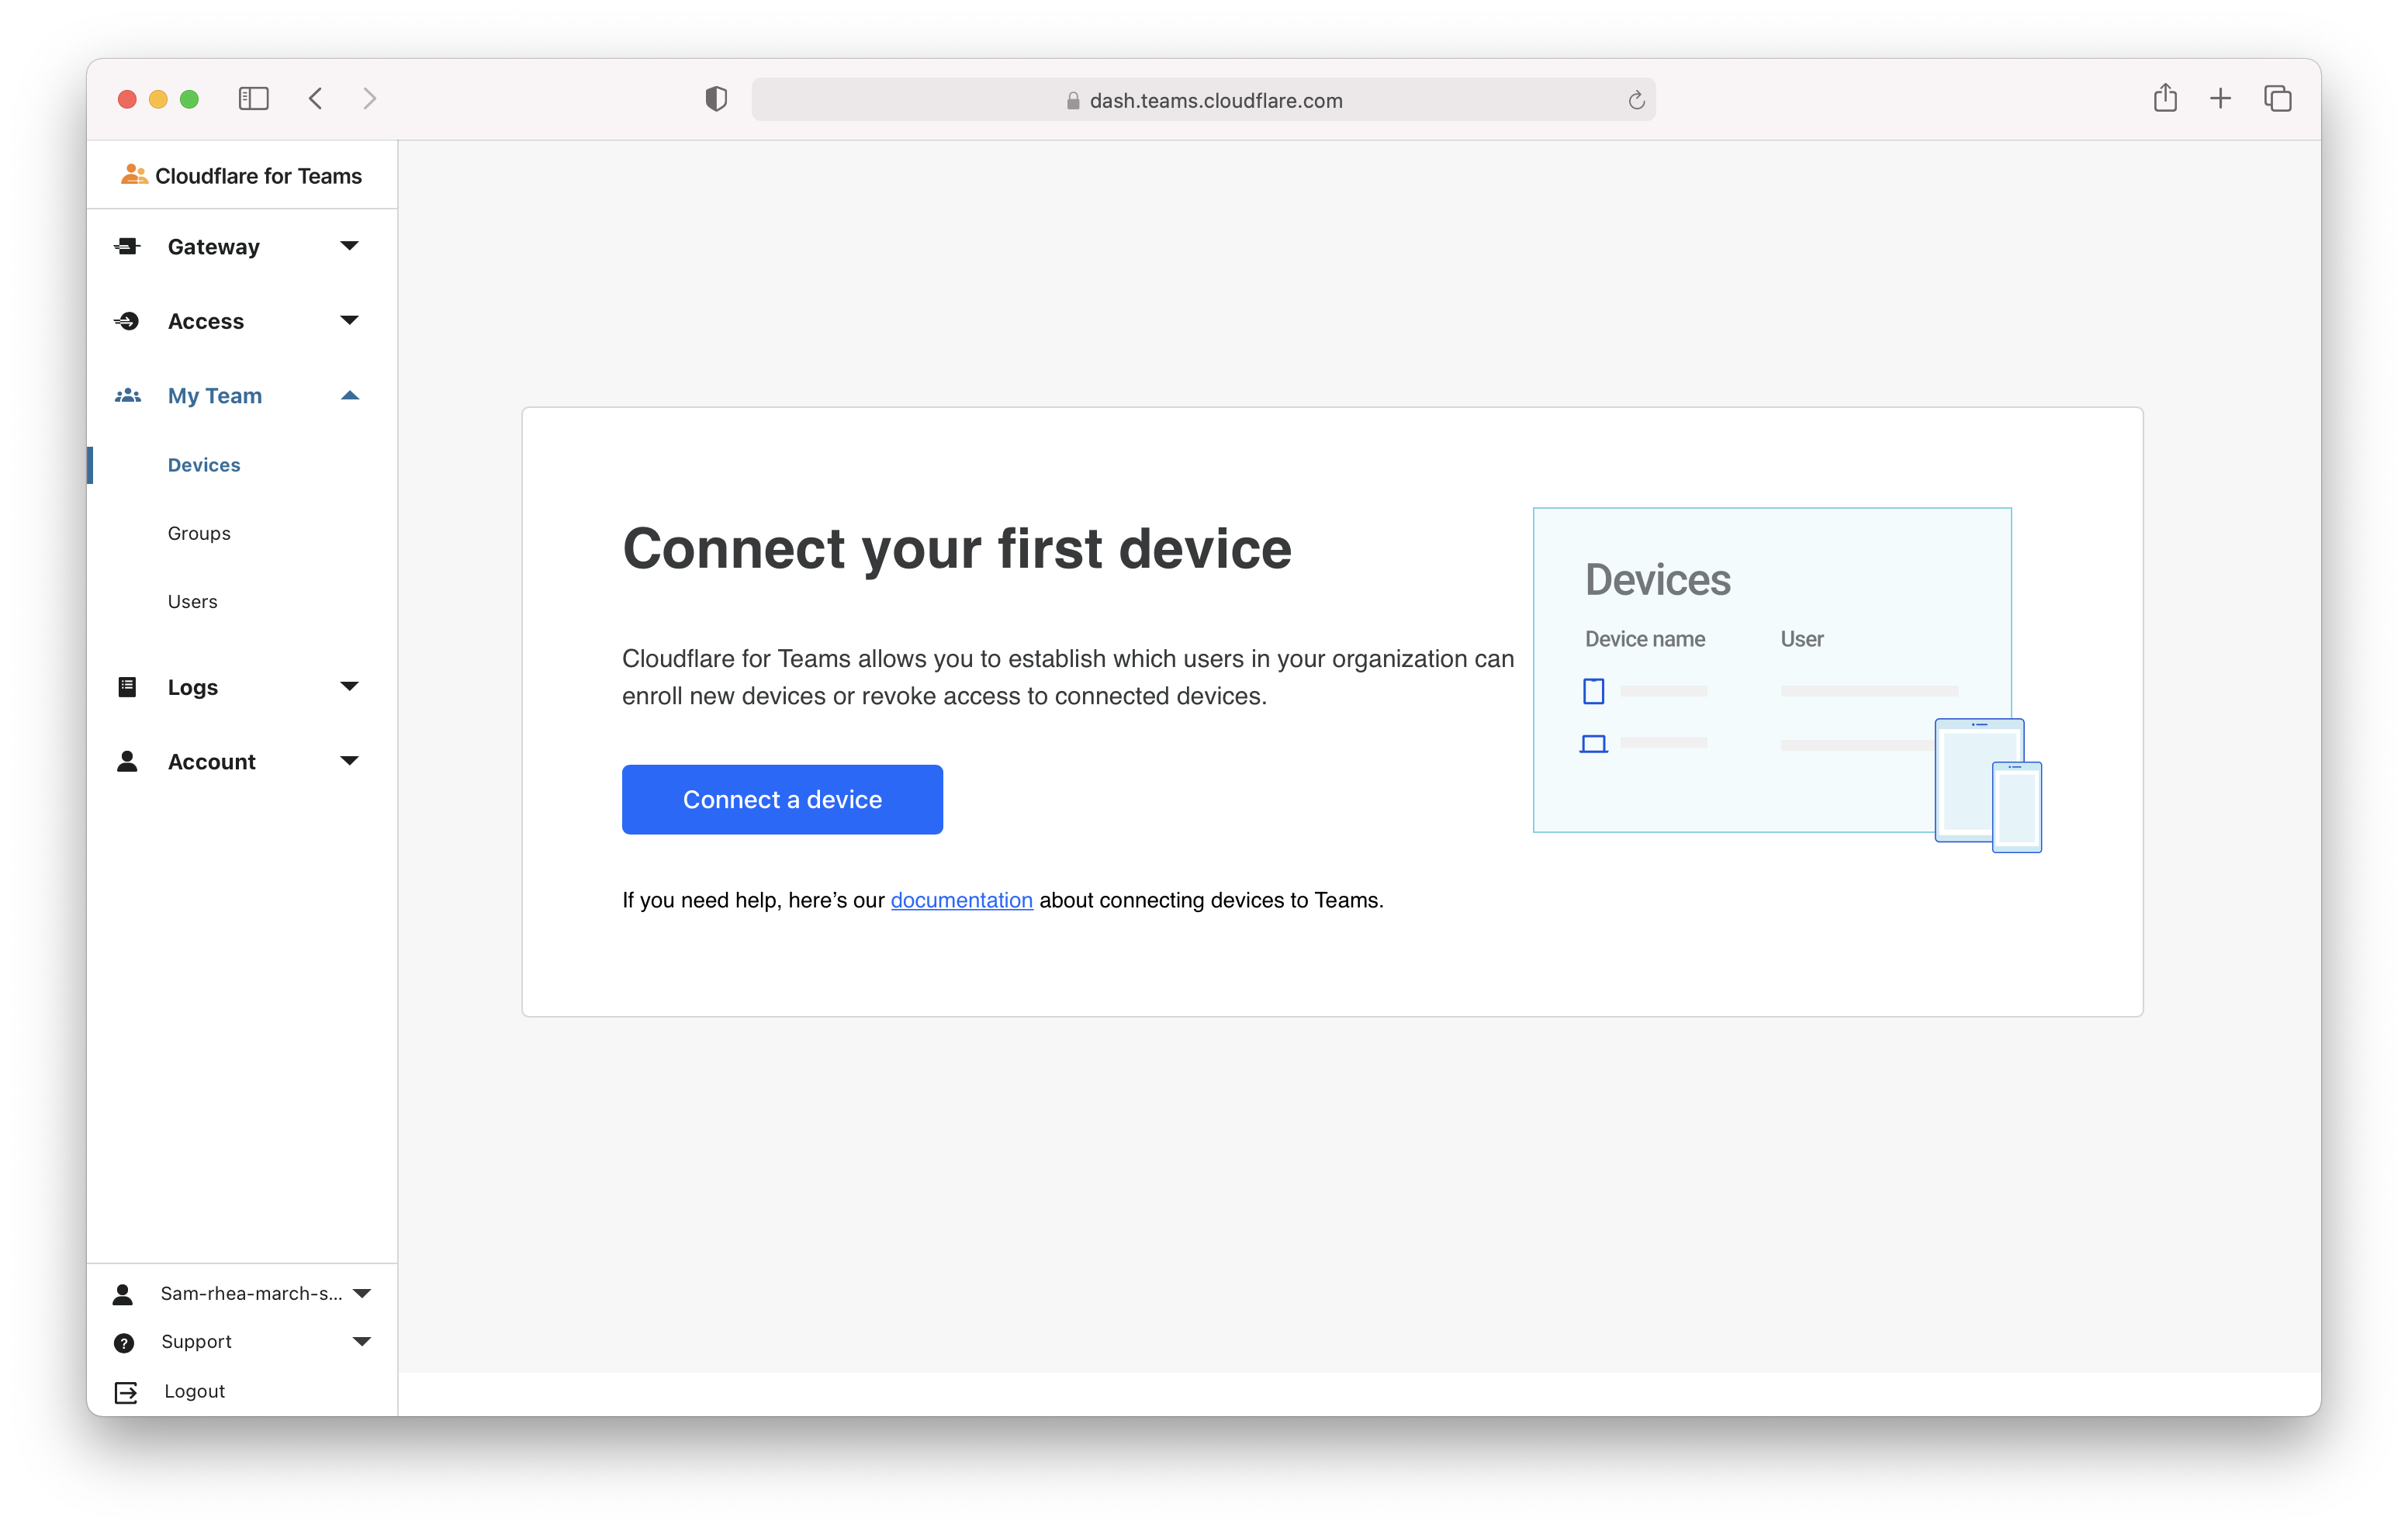 dash.teams.cloudflare.com
Cloudflare for Teams
Gateway
Access
My Team
Devices
Groups
Users
Logs
Account
Sam-rhea-march-s...
Support
Logout
Connect your first device
Cloudflare for Teams allows you to establish which users in your organization can
enroll new devices or revoke access to connected devices.
Connect a device
If you need help, here’s our documentation about connecting devices to Teams.
Devices
Device name User